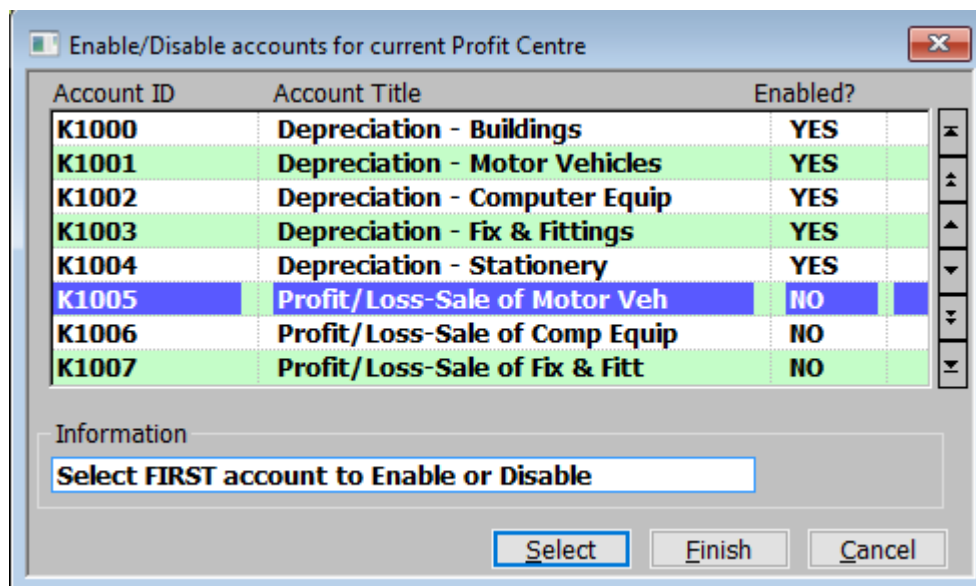 Enable/Disable accounts for current Profit Centre
Account ID Account Title Enabled?
K1000 Depreciation - Buildings YES
K1001 Depreciation - Motor Vehicles YES
K1002 Depreciation - Computer Equip YES
K1003 Depreciation - Fix & Fittings YES
K1004 Depreciation - Stationery YES
K1005 Profit/Loss-Sale of Motor Veh NO
K1006 Profit/Loss-Sale of Comp Equip NO
K1007 Profit/Loss-Sale of Fix & Fitt NO
Information
Select FIRST account to Enable or Disable
Select Finish Cancel